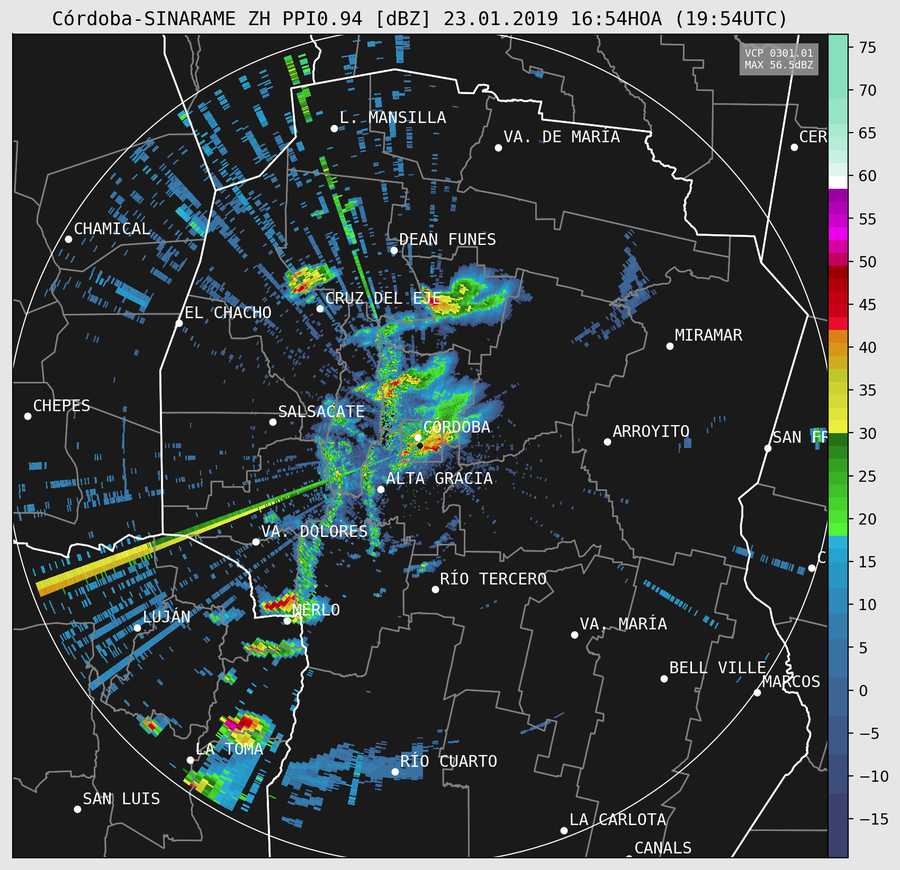 Córdoba-SINARAME ZH PPI0.94 [dBZ] 23.01.2019 16:54HOA (19:54UTC)
VCP 0301.01
MAX 56.5dBZ
75
70
65
60
55
50
45
40
35
30
25
20
15
10
5
0
−5
−10
−15
L. MANSILLA
VA. DE MARÍA
CER
CHAMICAL
DEAN FUNES
CRUZ DEL EJE
EL CHACHO
MIRAMAR
CHEPES
SALSACATE
CÓRDOBA
ARROYITO
SAN FR
ALTA GRACIA
VA. DOLORES
C
RÍO TERCERO
MERLO
LUJÁN
VA. MARÍA
BELL VILLE
MARCOS
LA TOMA
RÍO CUARTO
SAN LUIS
LA CARLOTA
CANALS